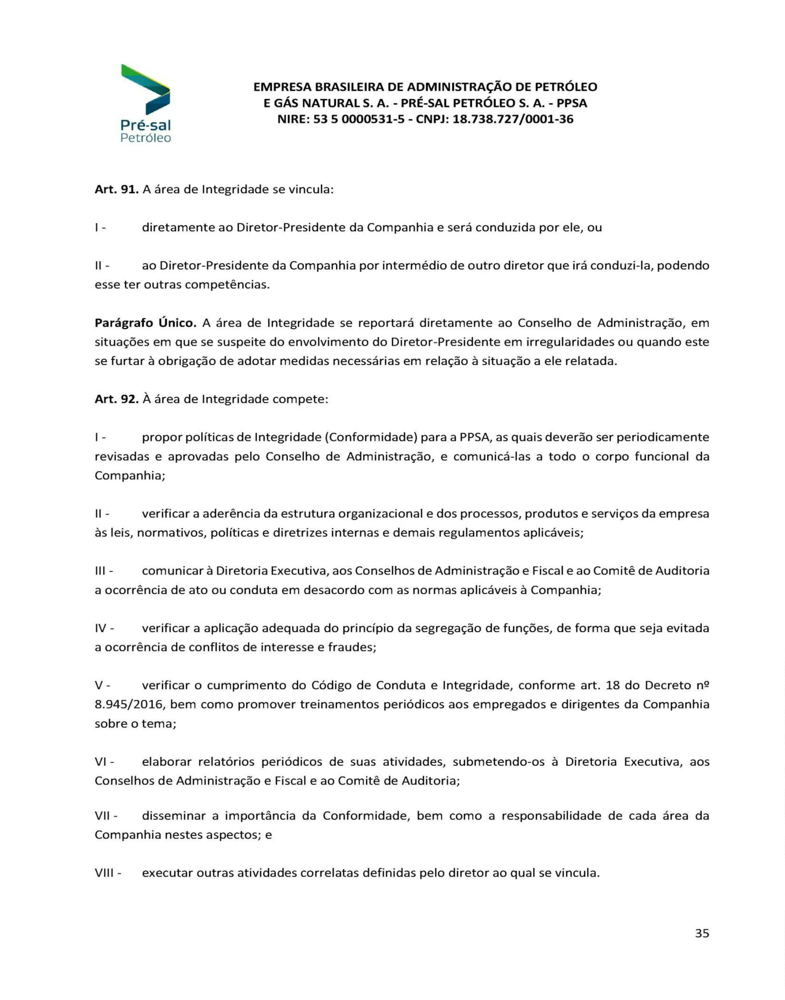 Pré-sal
Petróleo
EMPRESA BRASILEIRA DE ADMINISTRAÇÃO DE PETRÓLEO
E GÁS NATURAL S. A. - PRÉ-SAL PETRÓLEO S. A. - PPSA
NIRE: 53 5 0000531-5 - CNPJ: 18.738.727/0001-36
Art. 91. A área de Integridade se vincula:
I - diretamente ao Diretor-Presidente da Companhia e será conduzida por ele, ou
II - ao Diretor-Presidente da Companhia por intermédio de outro diretor que irá conduzi-la, podendo
esse ter outras competências.
Parágrafo Único. A área de Integridade se reportará diretamente ao Conselho de Administração, em
situações em que se suspeite do envolvimento do Diretor-Presidente em irregularidades ou quando este
se furtar à obrigação de adotar medidas necessárias em relação à situação a ele relatada.
Art. 92. À área de Integridade compete:
I - propor políticas de Integridade (Conformidade) para a PPSA, as quais deverão ser periodicamente
revisadas e aprovadas pelo Conselho de Administração, e comunicá-las a todo o corpo funcional da
Companhia;
II - verificar a aderência da estrutura organizacional e dos processos, produtos e serviços da empresa
às leis, normativos, políticas e diretrizes internas e demais regulamentos aplicáveis;
III - comunicar à Diretoria Executiva, aos Conselhos de Administração e Fiscal e ao Comitê de Auditoria
a ocorrência de ato ou conduta em desacordo com as normas aplicáveis à Companhia;
IV - verificar a aplicação adequada do princípio da segregação de funções, de forma que seja evitada
a ocorrência de conflitos de interesse e fraudes;
V - verificar o cumprimento do Código de Conduta e Integridade, conforme art. 18 do Decreto nº
8.945/2016, bem como promover treinamentos periódicos aos empregados e dirigentes da Companhia
sobre o tema;
VI - elaborar relatórios periódicos de suas atividades, submetendo-os à Diretoria Executiva, aos
Conselhos de Administração e Fiscal e ao Comitê de Auditoria;
VII - disseminar a importância da Conformidade, bem como a responsabilidade de cada área da
Companhia nestes aspectos; e
VIII - executar outras atividades correlatas definidas pelo diretor ao qual se vincula.
35